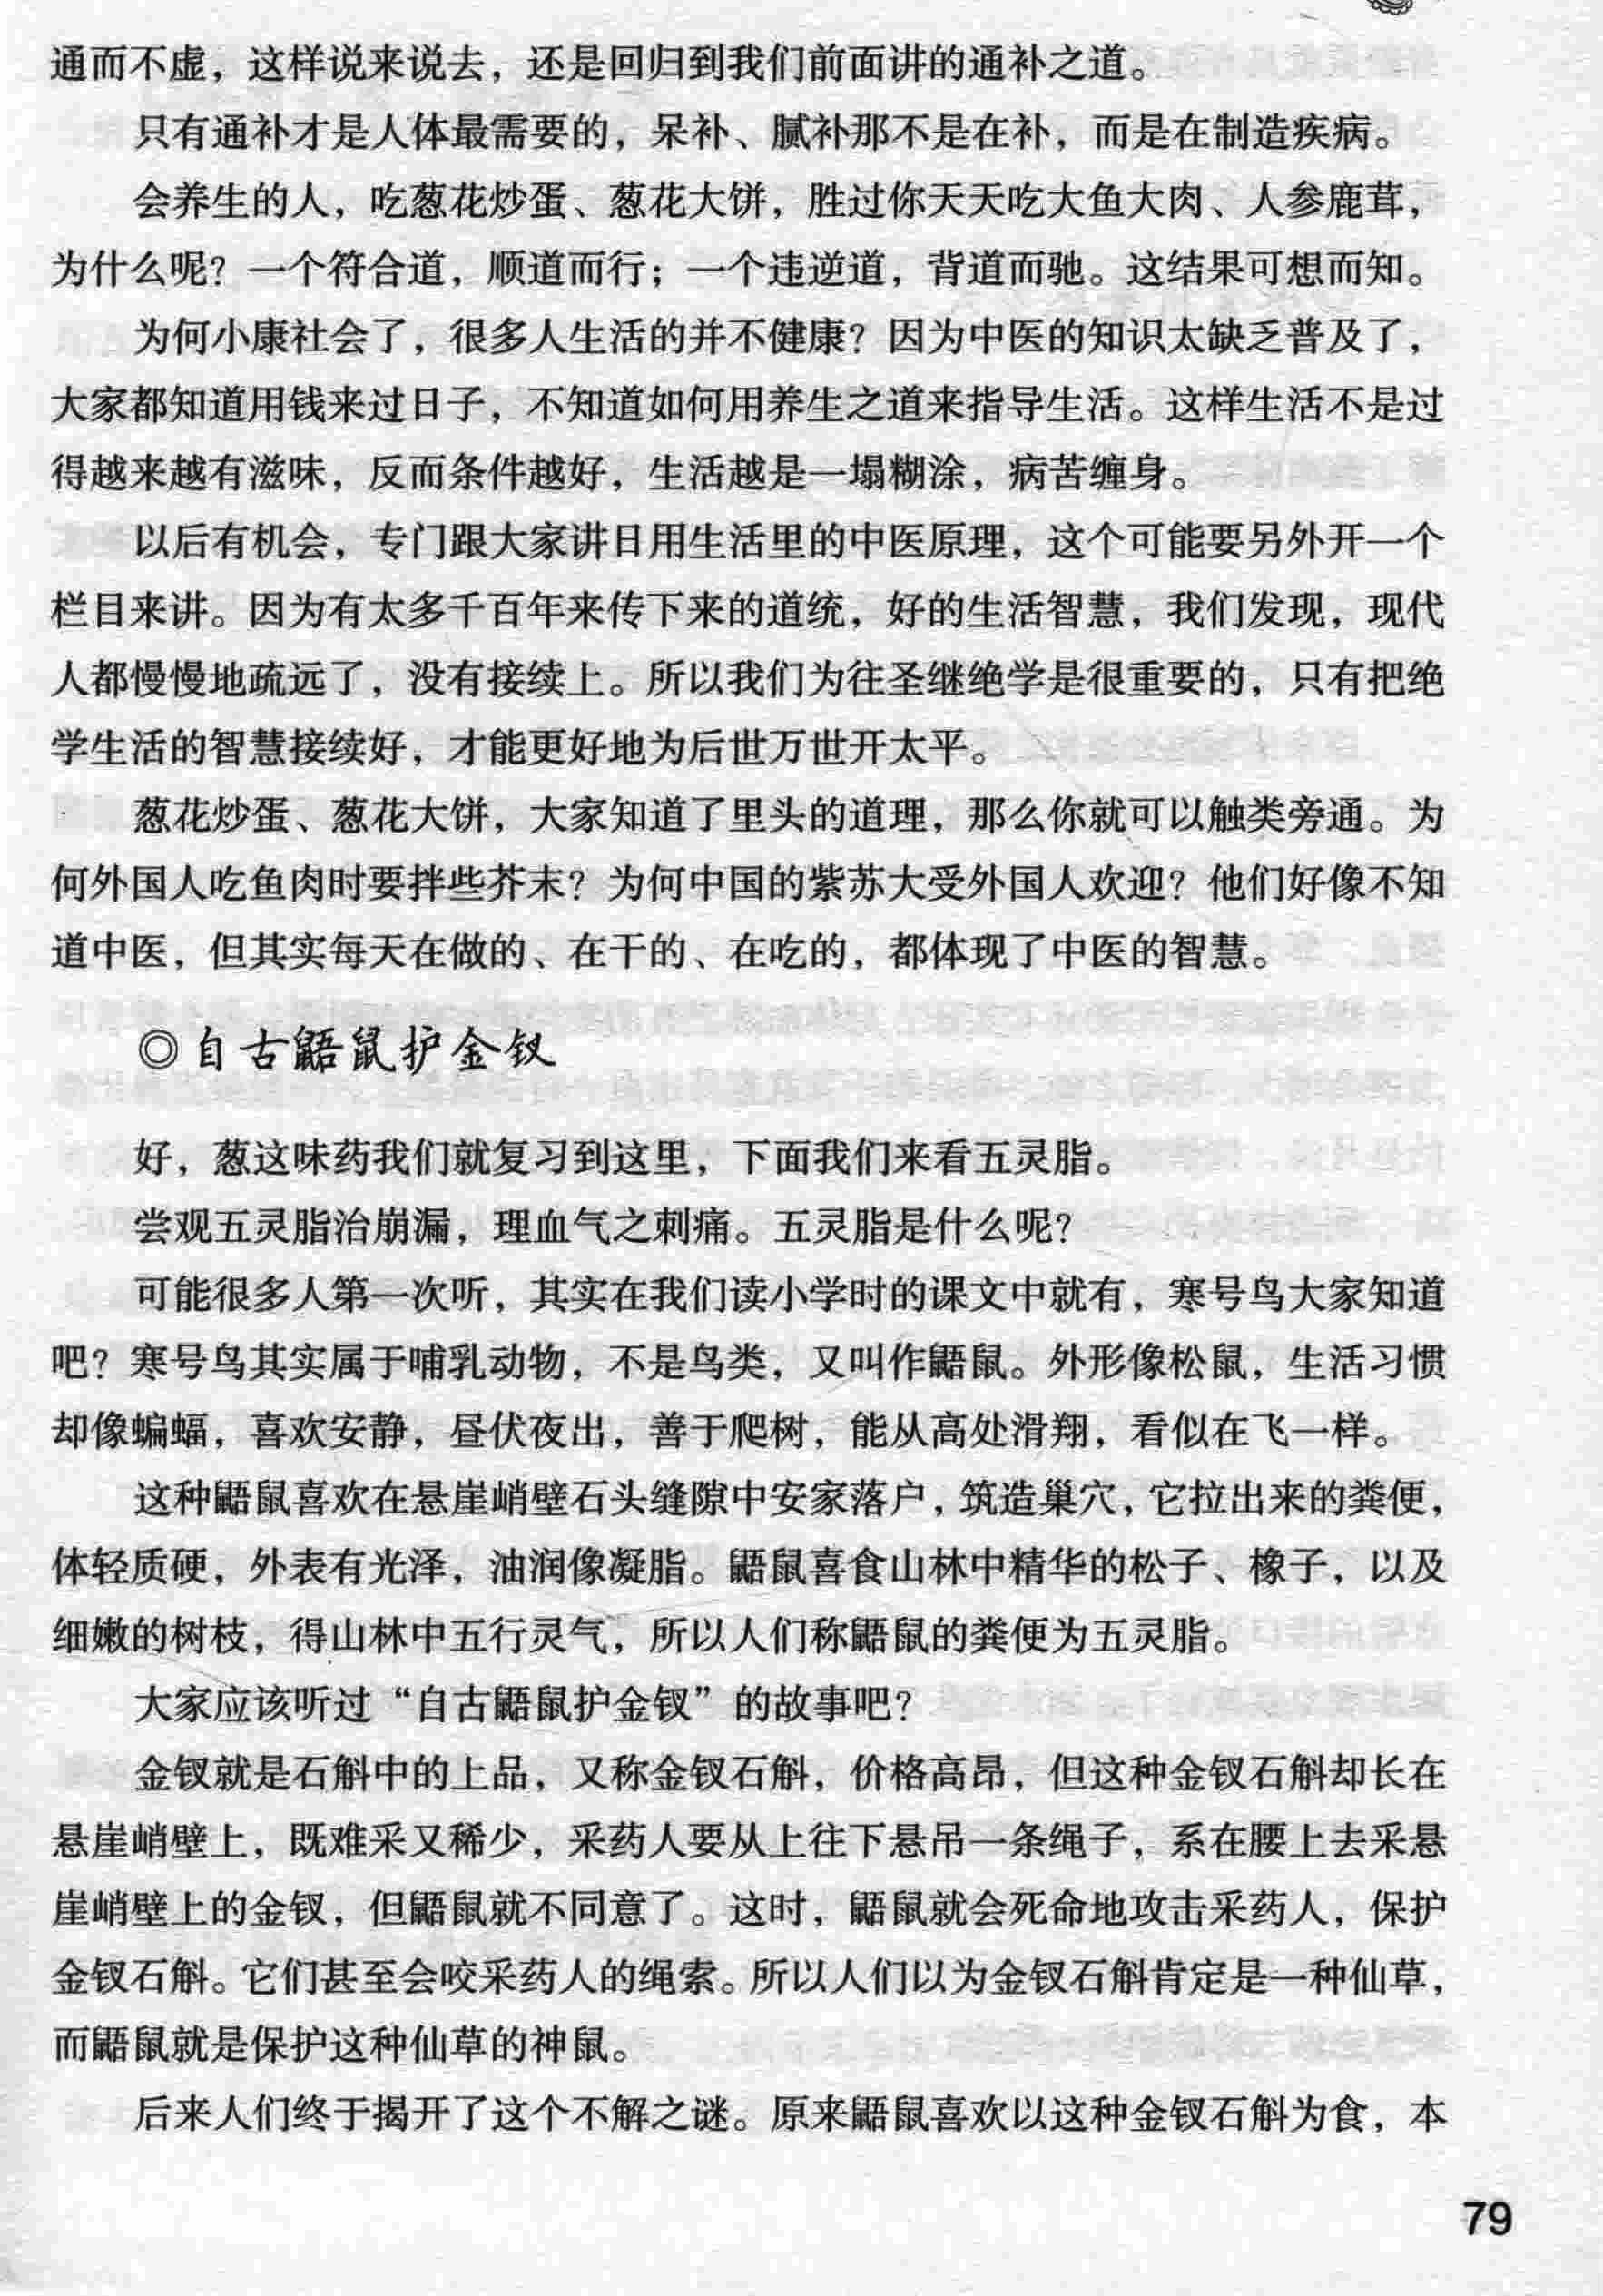 通而不虚，这样说来说去，还是回归到我们前面讲的通补之道。
只有通补才是人体最需要的，呆补、腻补那不是在补，而是在制造疾病。
会养生的人，吃葱花炒蛋、葱花大饼，胜过你天天吃大鱼大肉、人参鹿茸，
为什么呢？一个符合道，顺道而行；一个违逆道，背道而驰。这结果可想而知。
为何小康社会了，很多人生活的并不健康？因为中医的知识太缺乏普及了，
大家都知道用钱来过日子，不知道如何用养生之道来指导生活。这样生活不是过
得越来越有滋味，反而条件越好，生活越是一塌糊涂，病苦缠身。
以后有机会，专门跟大家讲日用生活里的中医原理，这个可能要另外开一个
栏目来讲。因为有太多千百年来传下来的道统，好的生活智慧，我们发现，现代
人都慢慢地疏远了，没有接续上。所以我们为往圣继绝学是很重要的，只有把绝
学生活的智慧接续好，才能更好地为后世万世开太平。
葱花炒蛋、葱花大饼，大家知道了里头的道理，那么你就可以触类旁通。为
何外国人吃鱼肉时要拌些芥末？为何中国的紫苏大受外国人欢迎？他们好像不知
道中医，但其实每天在做的、在干的、在吃的，都体现了中医的智慧。
◎自古鼯鼠护金钗
好，葱这味药我们就复习到这里，下面我们来看五灵脂。
尝观五灵脂治崩漏，理血气之刺痛。五灵脂是什么呢？
可能很多人第一次听，其实在我们读小学时的课文中就有，寒号鸟大家知道
吧？寒号鸟其实属于哺乳动物，不是鸟类，又叫作鼯鼠。外形像松鼠，生活习惯
却像蝙蝠，喜欢安静，昼伏夜出，善于爬树，能从高处滑翔，看似在飞一样。
这种鼯鼠喜欢在悬崖峭壁石头缝隙中安家落户，筑造巢穴，它拉出来的粪便，
体轻质硬，外表有光泽，油润像凝脂。鼯鼠喜食山林中精华的松子、橡子，以及
细嫩的树枝，得山林中五行灵气，所以人们称鼯鼠的粪便为五灵脂。
大家应该听过“自古鼯鼠护金钗”的故事吧？
金钗就是石斛中的上品，又称金钗石斛，价格高昂，但这种金钗石斛却长在
悬崖峭壁上，既难采又稀少，采药人要从上往下悬吊一条绳子，系在腰上去采悬
崖峭壁上的金钗，但鼯鼠就不同意了。这时，鼯鼠就会死命地攻击采药人，保护
金钗石斛。它们甚至会咬采药人的绳索。所以人们以为金钗石斛肯定是一种仙草，
而鼯鼠就是保护这种仙草的神鼠。
后来人们终于揭开了这个不解之谜。原来鼯鼠喜欢以这种金钗石斛为食，本
79